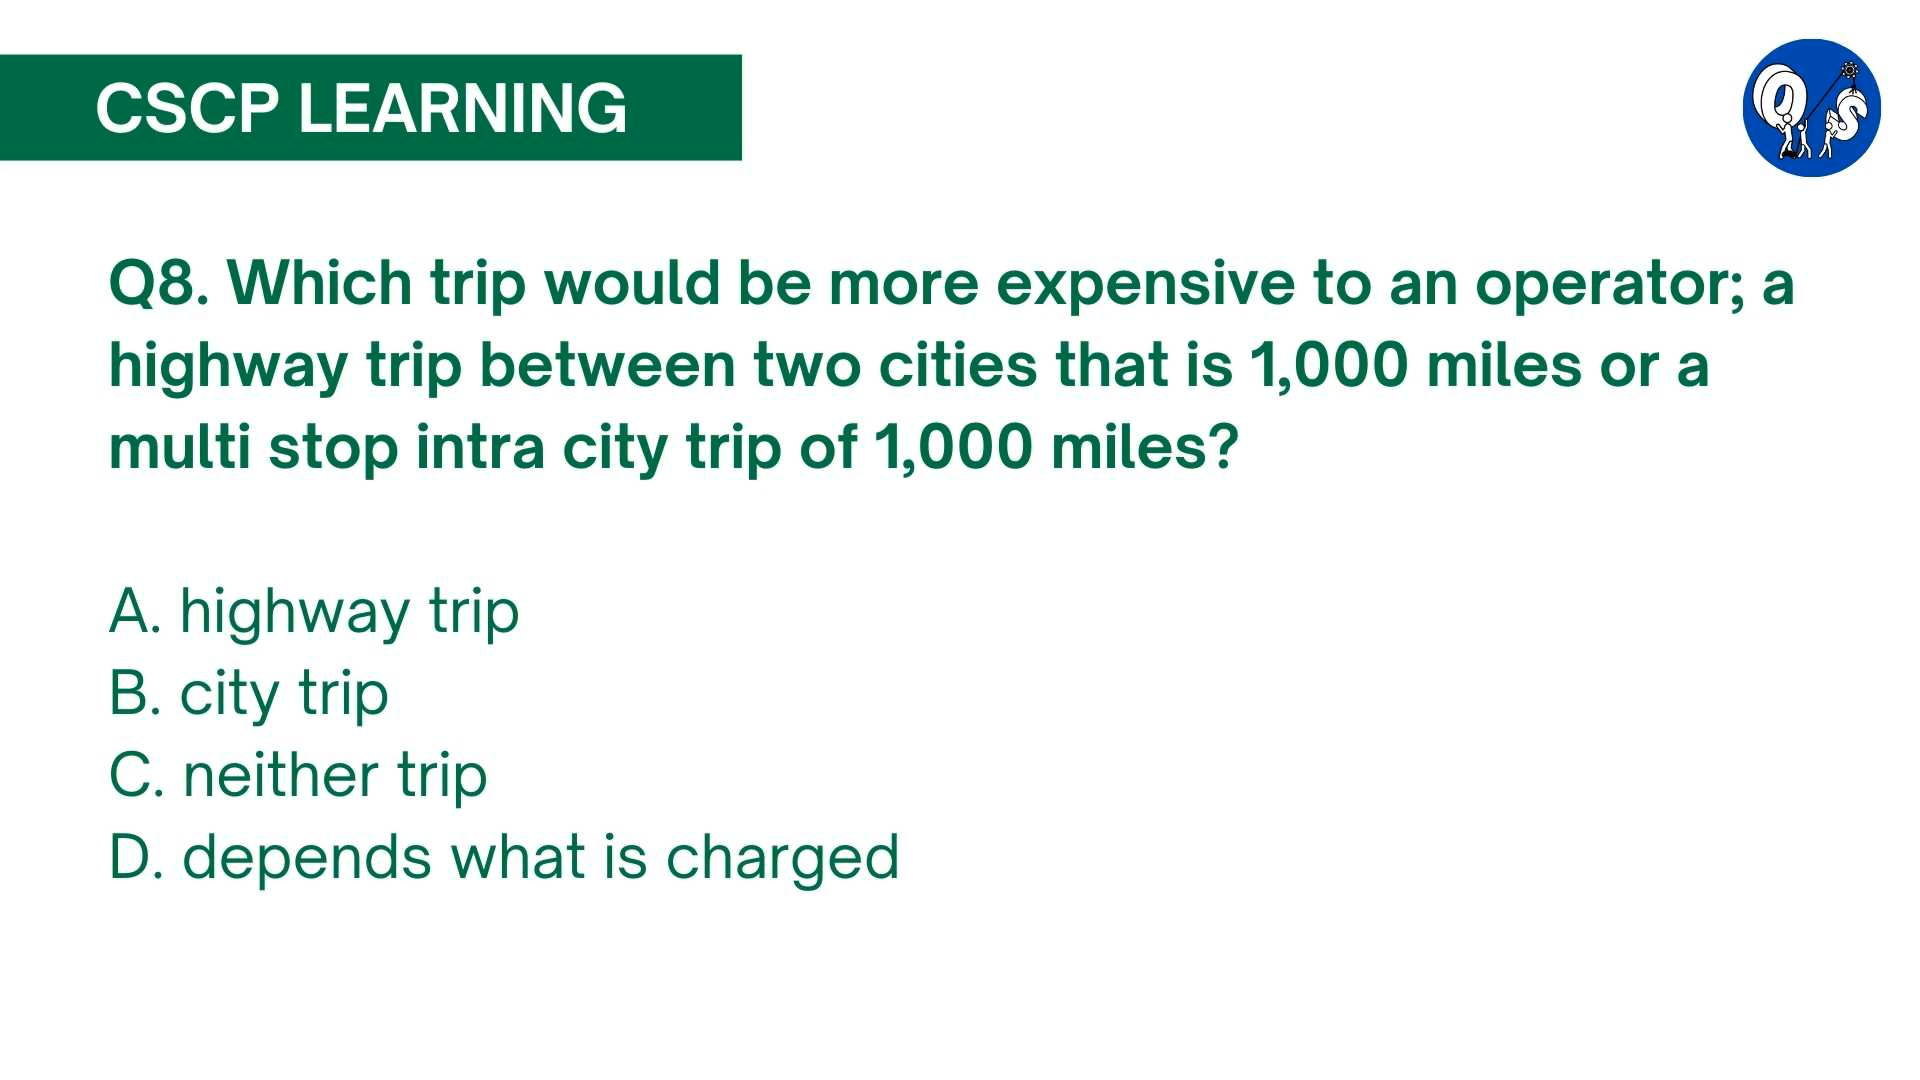 CSCP LEARNING
Q/S
Q8. Which trip would be more expensive to an operator; a
highway trip between two cities that is 1,000 miles or a
multi stop intra city trip of 1,000 miles?
A. highway trip
B. city trip
C. neither trip
D. depends what is charged